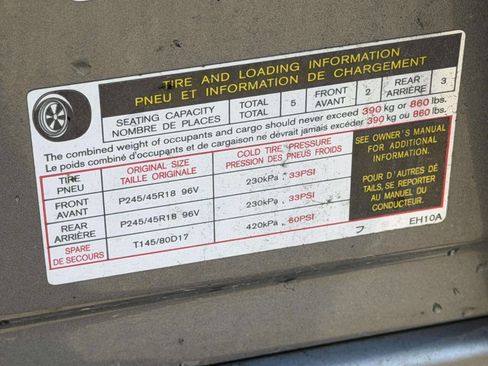 TIRE AND LOADING INFORMATION
PNEU ET INFORMATION DE CHARGEMENT
SEATING CAPACITY TOTAL 5 FRONT 2 REAR 3
NOMBRE DE PLACES TOTAL AVANT ARRIÈRE
The combined weight of occupants and cargo should never exceed 390 kg or 860 lbs.
Le poids combiné d'occupants et de cargaison ne devrait jamais excéder 390 kg ou 860 lbs.
TIRE ORIGINAL SIZE COLD TIRE PRESSURE
PNEU TAILLE ORIGINALE PRESSION DES PNEUS FROIDS
FRONT
AVANT P245/45R18 96V 230kPa, 33PSI
REAR
ARRIÈRE P245/45R18 96V 230kPa, 33PSI
SPARE
DE SECOURS T145/80D17 420kPa, 60PSI
SEE OWNER'S MANUAL
FOR ADDITIONAL
INFORMATION.
POUR D'AUTRES DÉ
TAILS, SE REPORTER
AU MANUEL DU
CONDUCTEUR.
EH10A